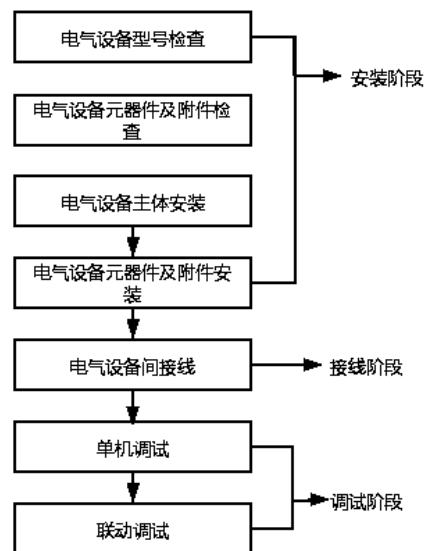 电气设备型号检查
安装阶段
电气设备元器件及附件检
查
电气设备主体安装
电气设备元器件及附件安
装
电气设备间接线
接线阶段
单机调试
调试阶段
联动调试